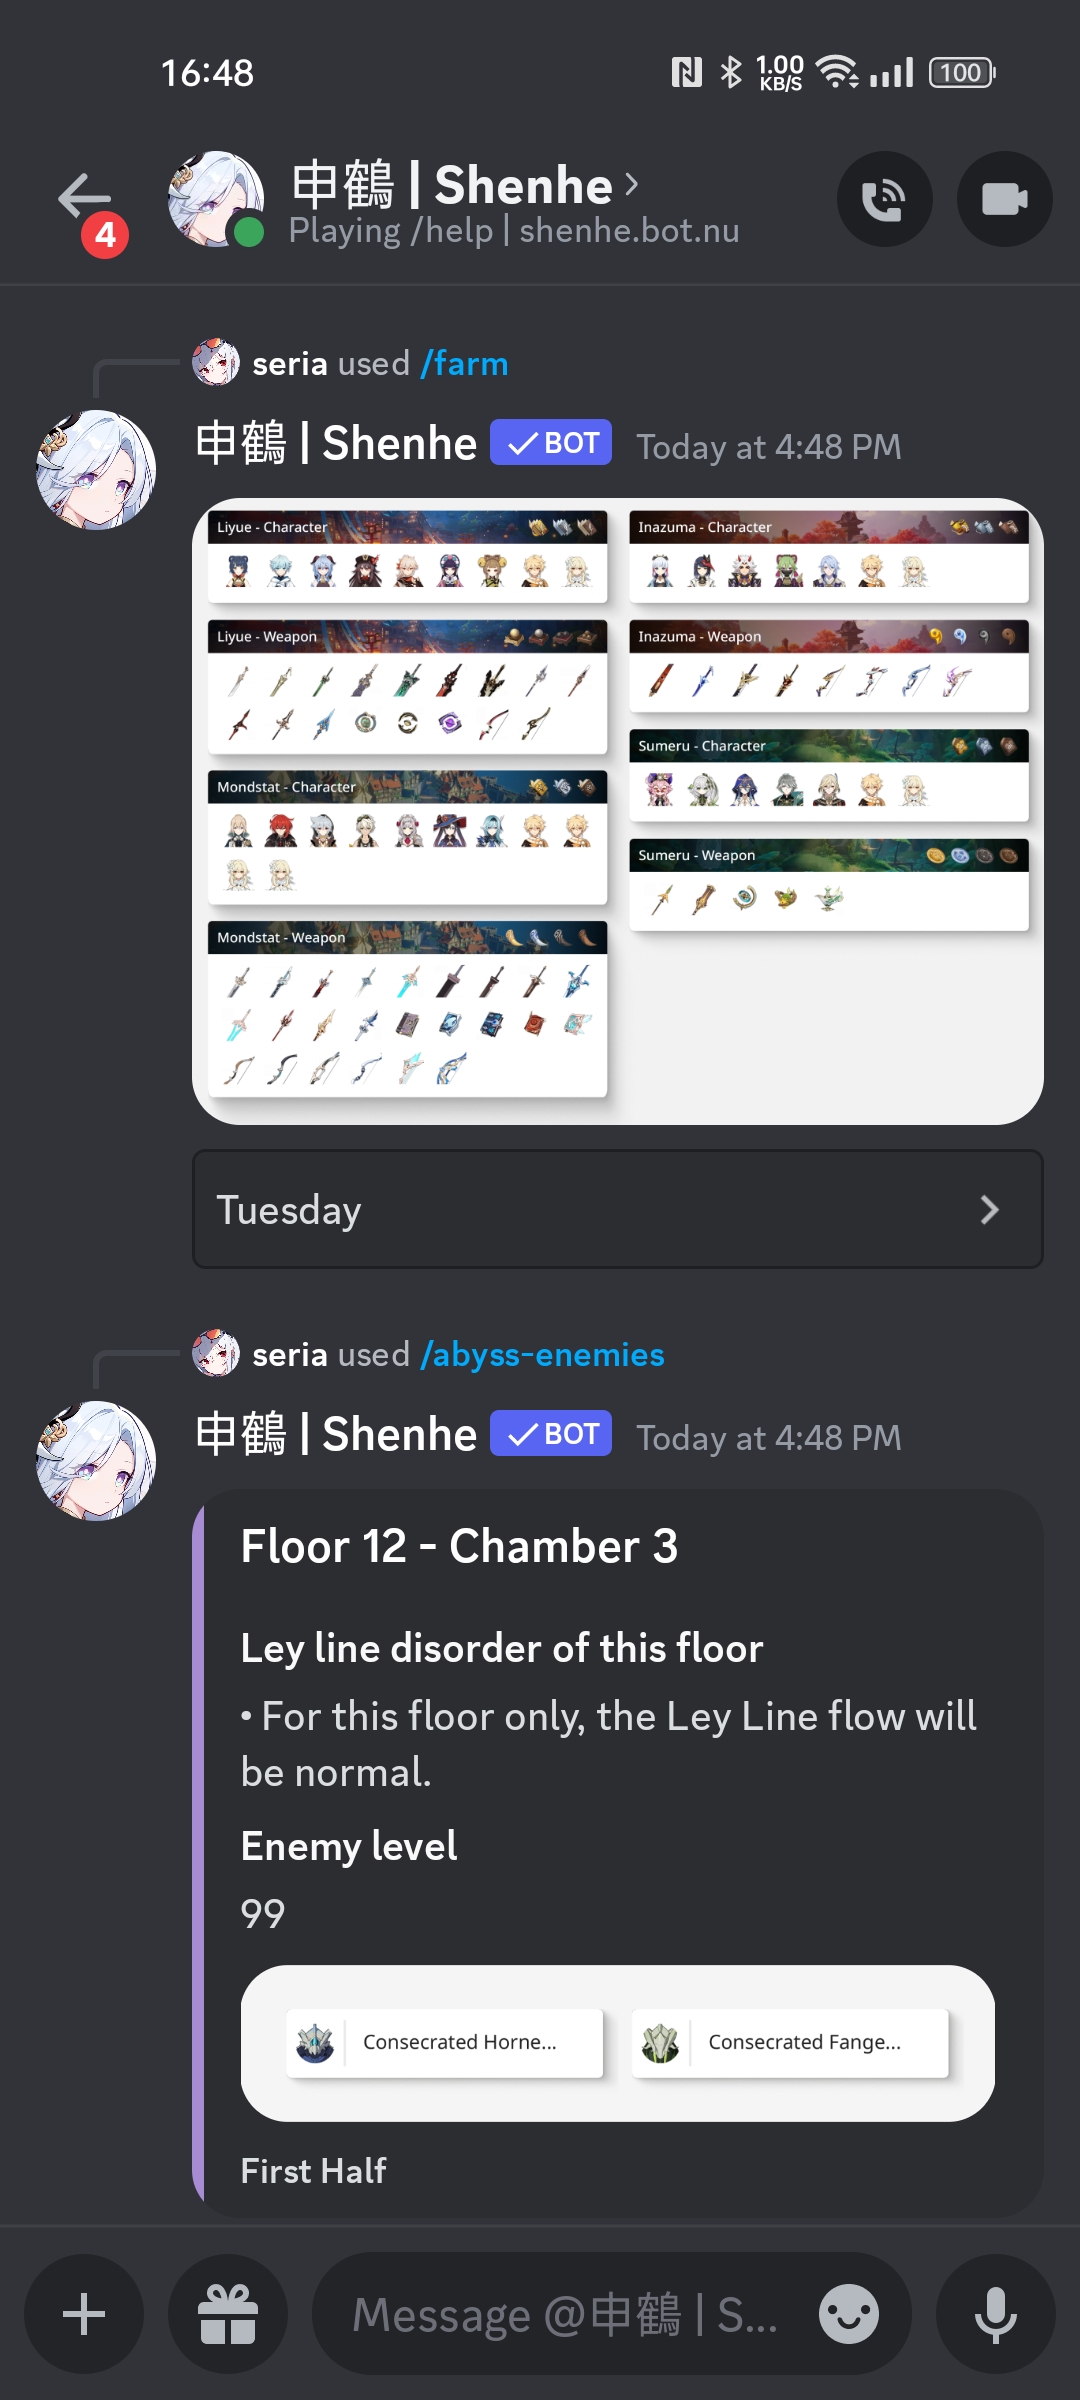 16:48
1.00
KB/S
100
4
申鶴 | Shenhe
Playing /help | shenhe.bot.nu
seria used /farm
申鶴 | Shenhe BOT Today at 4:48 PM
Liyue - Character
Inazuma - Character
Liyue - Weapon
Inazuma - Weapon
Sumeru - Character
Mondstat - Character
Sumeru - Weapon
Mondstat - Weapon
Tuesday
seria used /abyss-enemies
申鶴 | Shenhe BOT Today at 4:48 PM
Floor 12 - Chamber 3
Ley line disorder of this floor
• For this floor only, the Ley Line flow will
be normal.
Enemy level
99
Consecrated Horne...
Consecrated Fange...
First Half
Message @申鶴 | S...